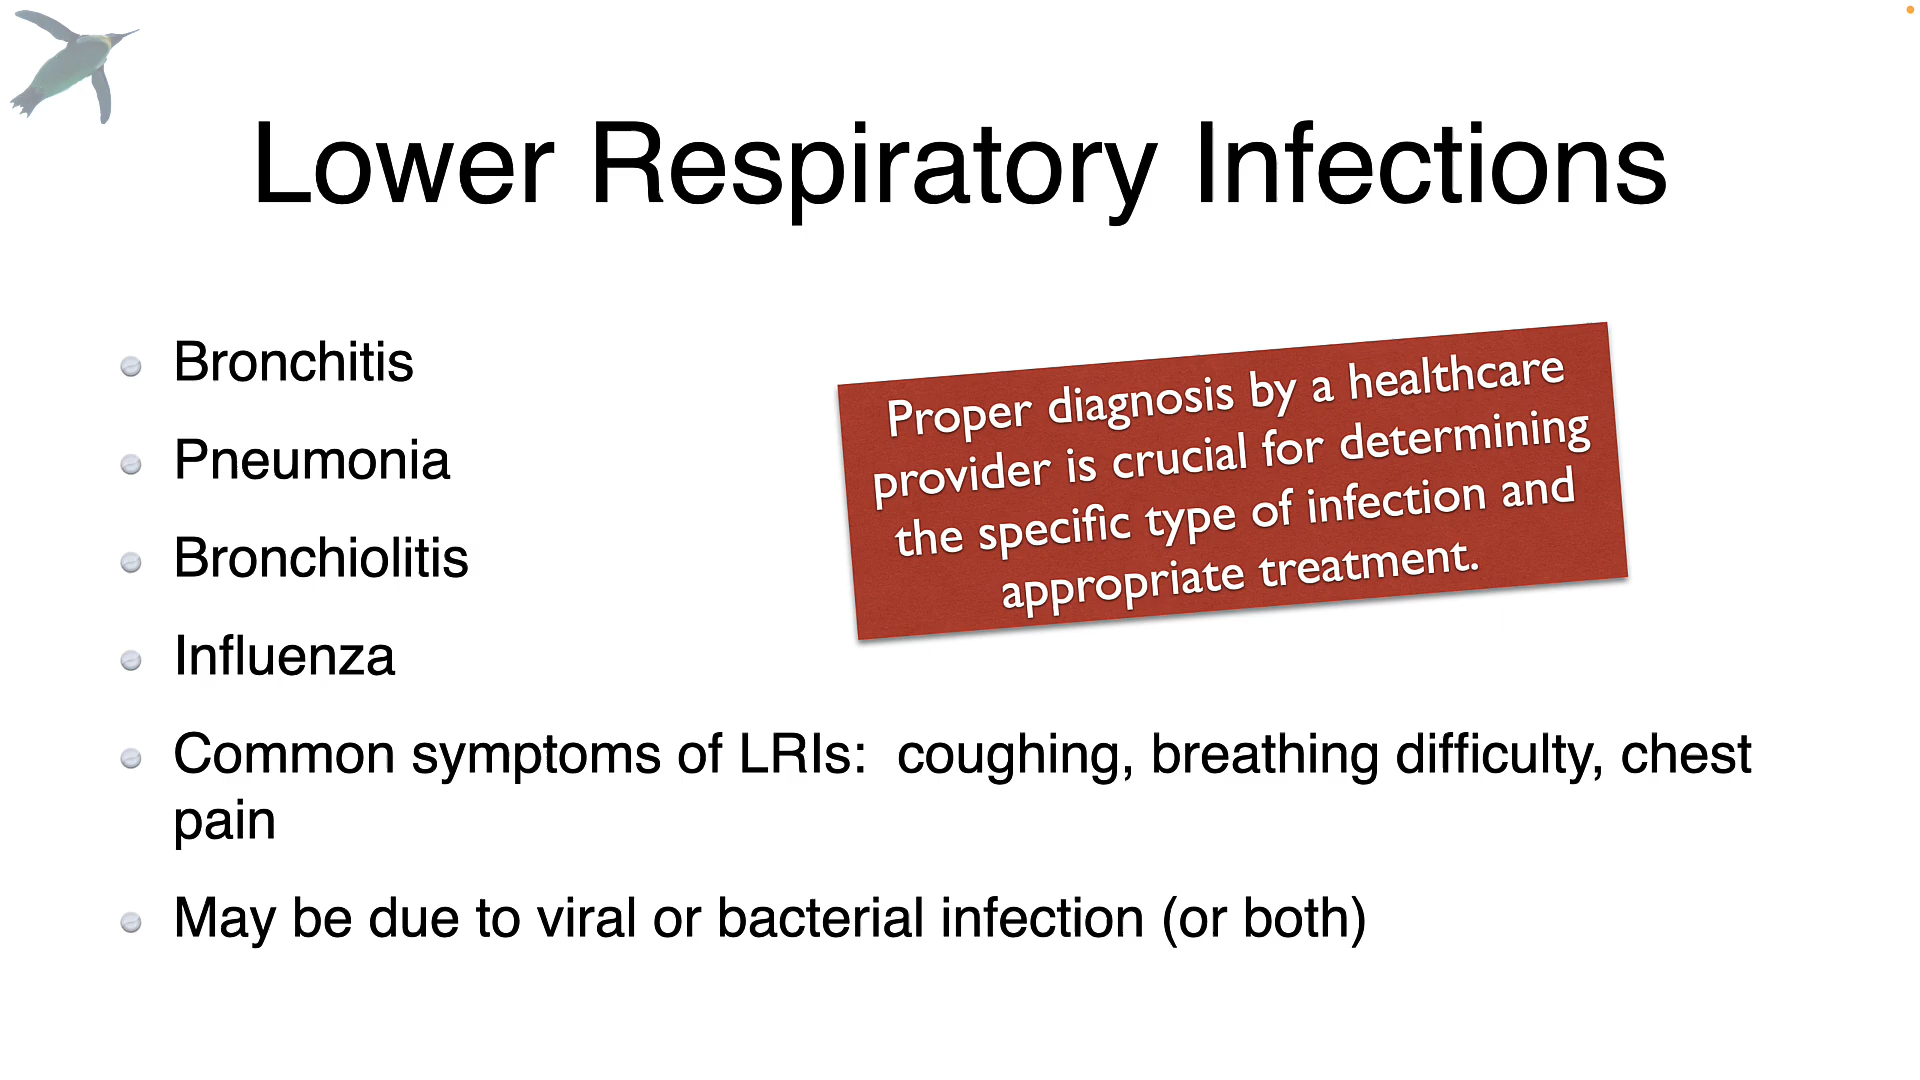 Lower Respiratory Infections
Bronchitis
Pneumonia
Bronchiolitis
Influenza
Common symptoms of LRIs:  coughing, breathing difficulty, chest
pain
May be due to viral or bacterial infection (or both)
Proper diagnosis by a healthcare
provider is crucial for determining
the specific type of infection and
appropriate treatment.